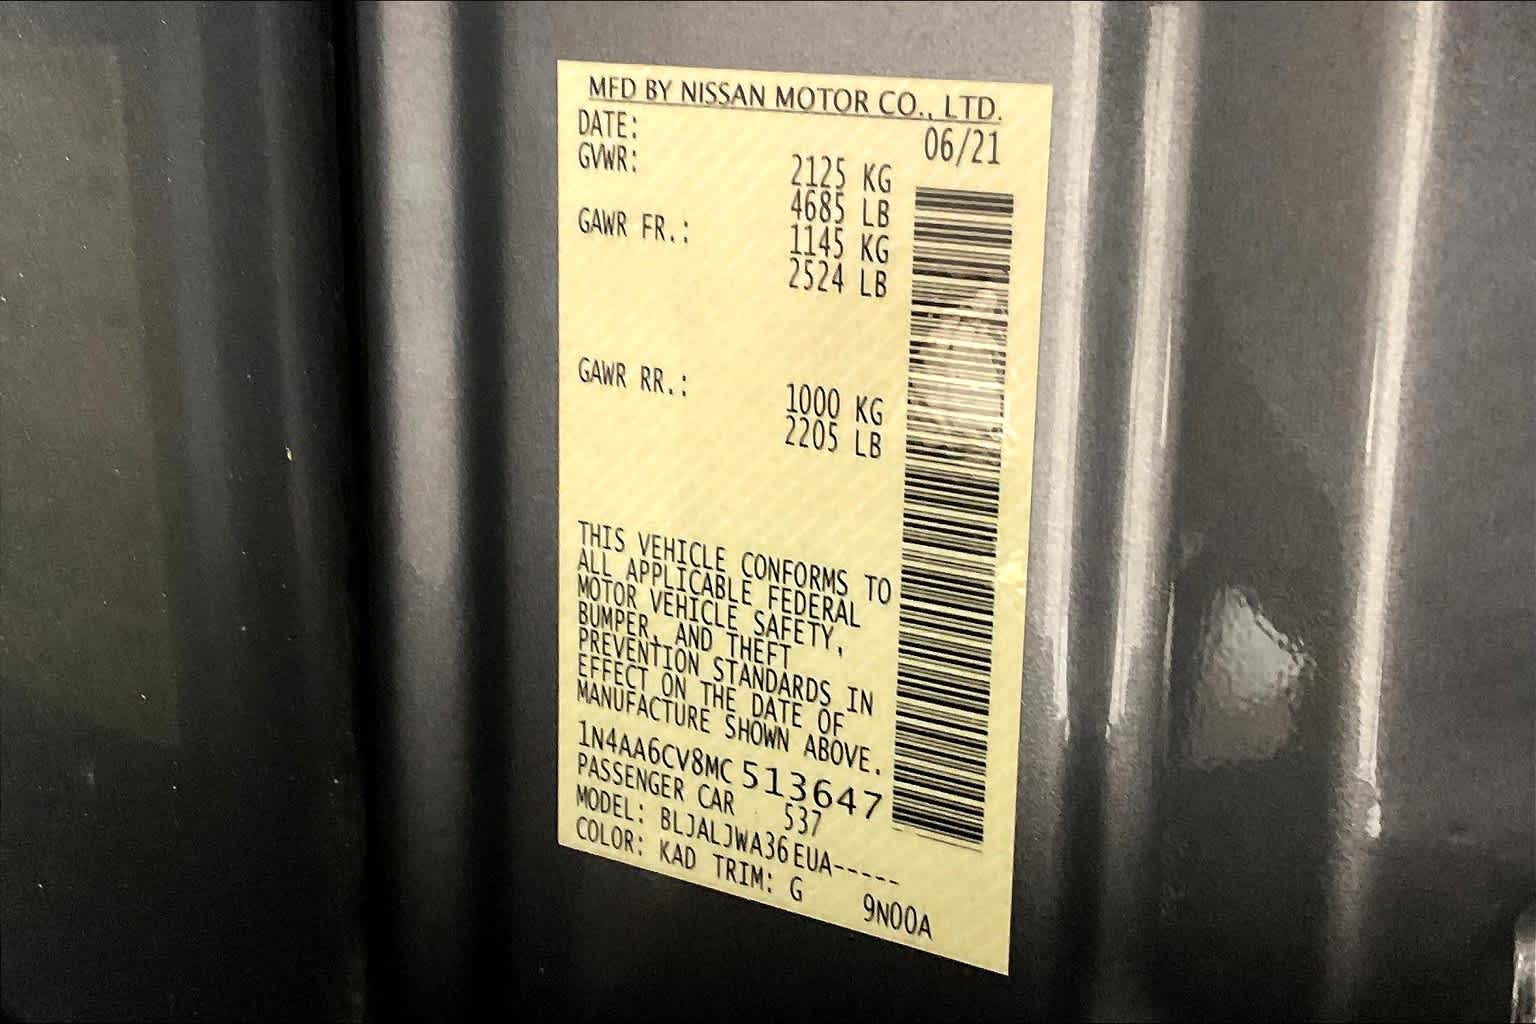 MFD BY NISSAN MOTOR CO., LTD.
DATE: 06/21
GVWR: 2125 KG
4685 LB
GAWR FR.: 1145 KG
2524 LB
GAWR RR.: 1000 KG
2205 LB
THIS VEHICLE CONFORMS TO
ALL APPLICABLE FEDERAL
MOTOR VEHICLE SAFETY,
BUMPER, AND THEFT
PREVENTION STANDARDS IN
EFFECT ON THE DATE OF
MANUFACTURE SHOWN ABOVE.
1N4AA6CV8MC 513647
PASSENGER CAR 537
MODEL: BLJALJWA36EUA-----
COLOR: KAD TRIM: G 9N00A